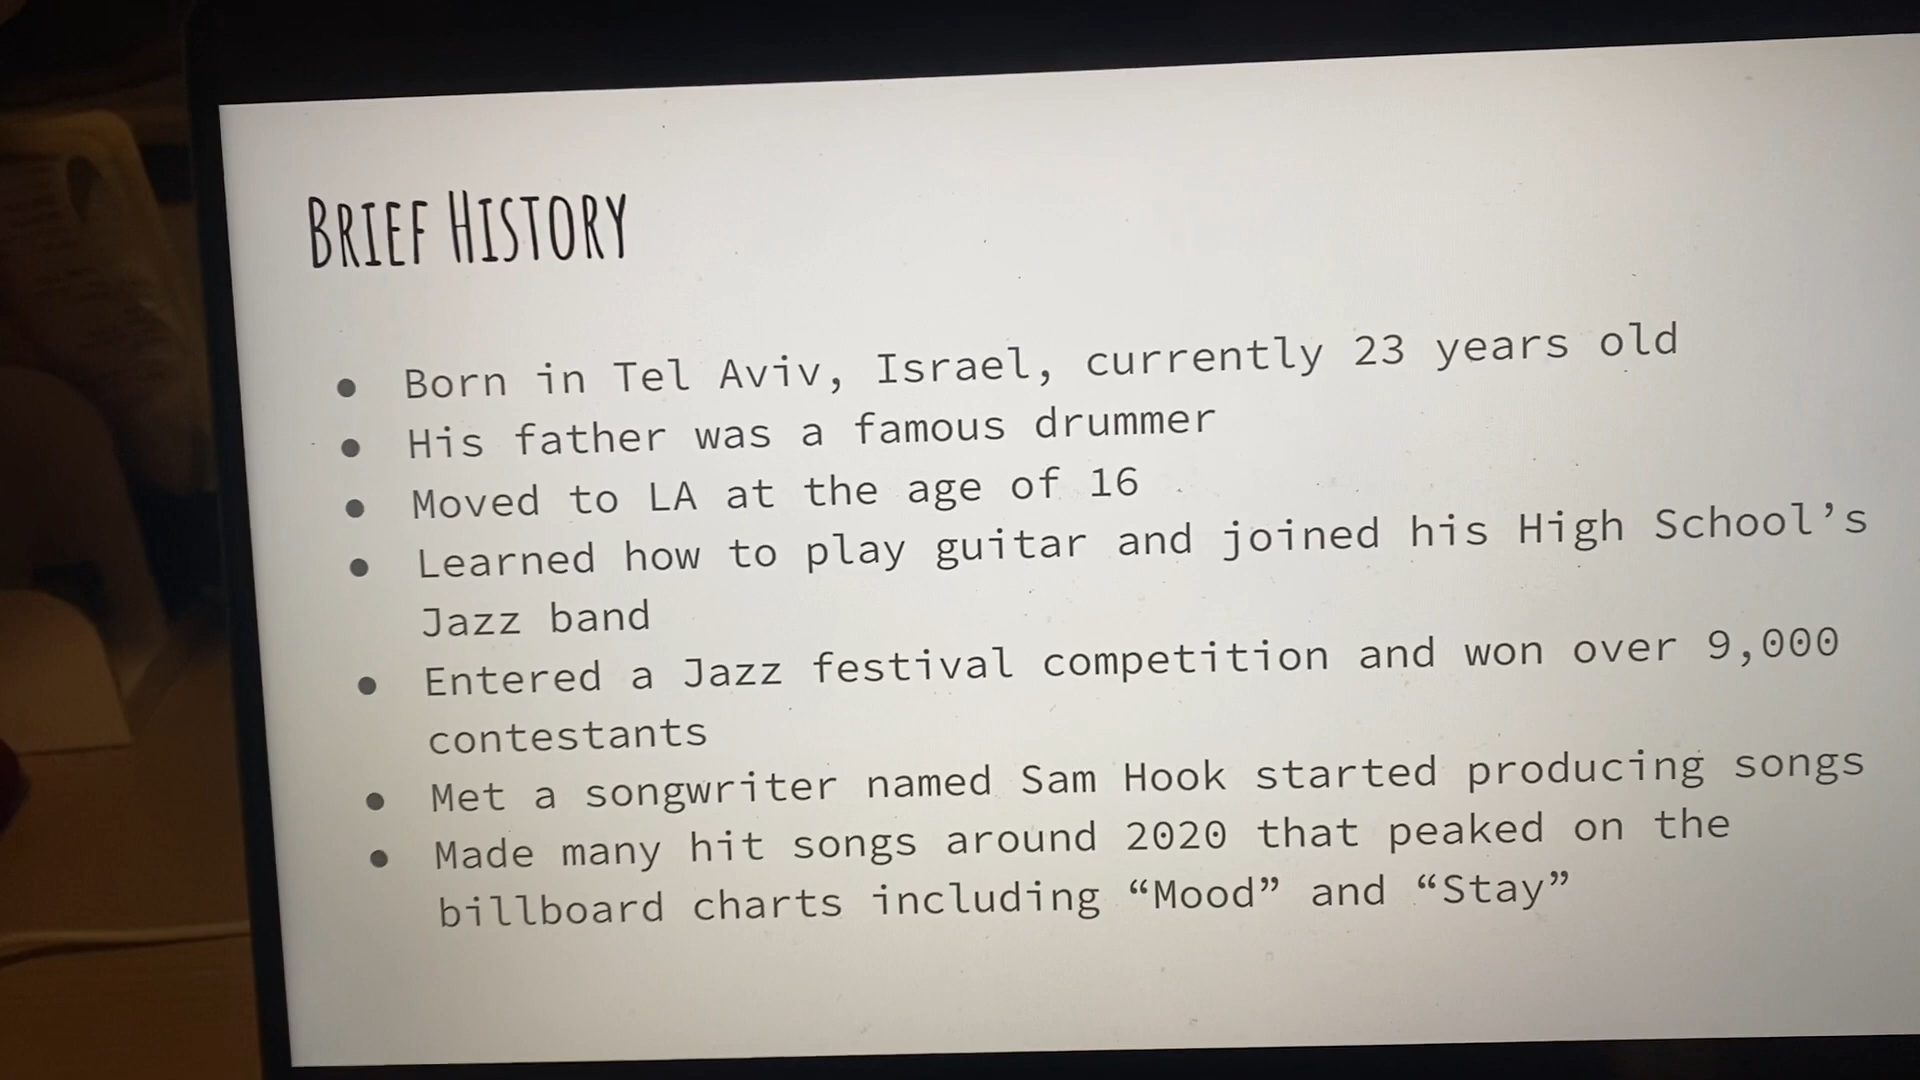 BRIEF HISTORY
● Born in Tel Aviv, Israel, currently 23 years old
● His father was a famous drummer
● Moved to LA at the age of 16
● Learned how to play guitar and joined his High School’s
Jazz band
● Entered a Jazz festival competition and won over 9,000
contestants
● Met a songwriter named Sam Hook started producing songs
● Made many hit songs around 2020 that peaked on the
billboard charts including “Mood” and “Stay”